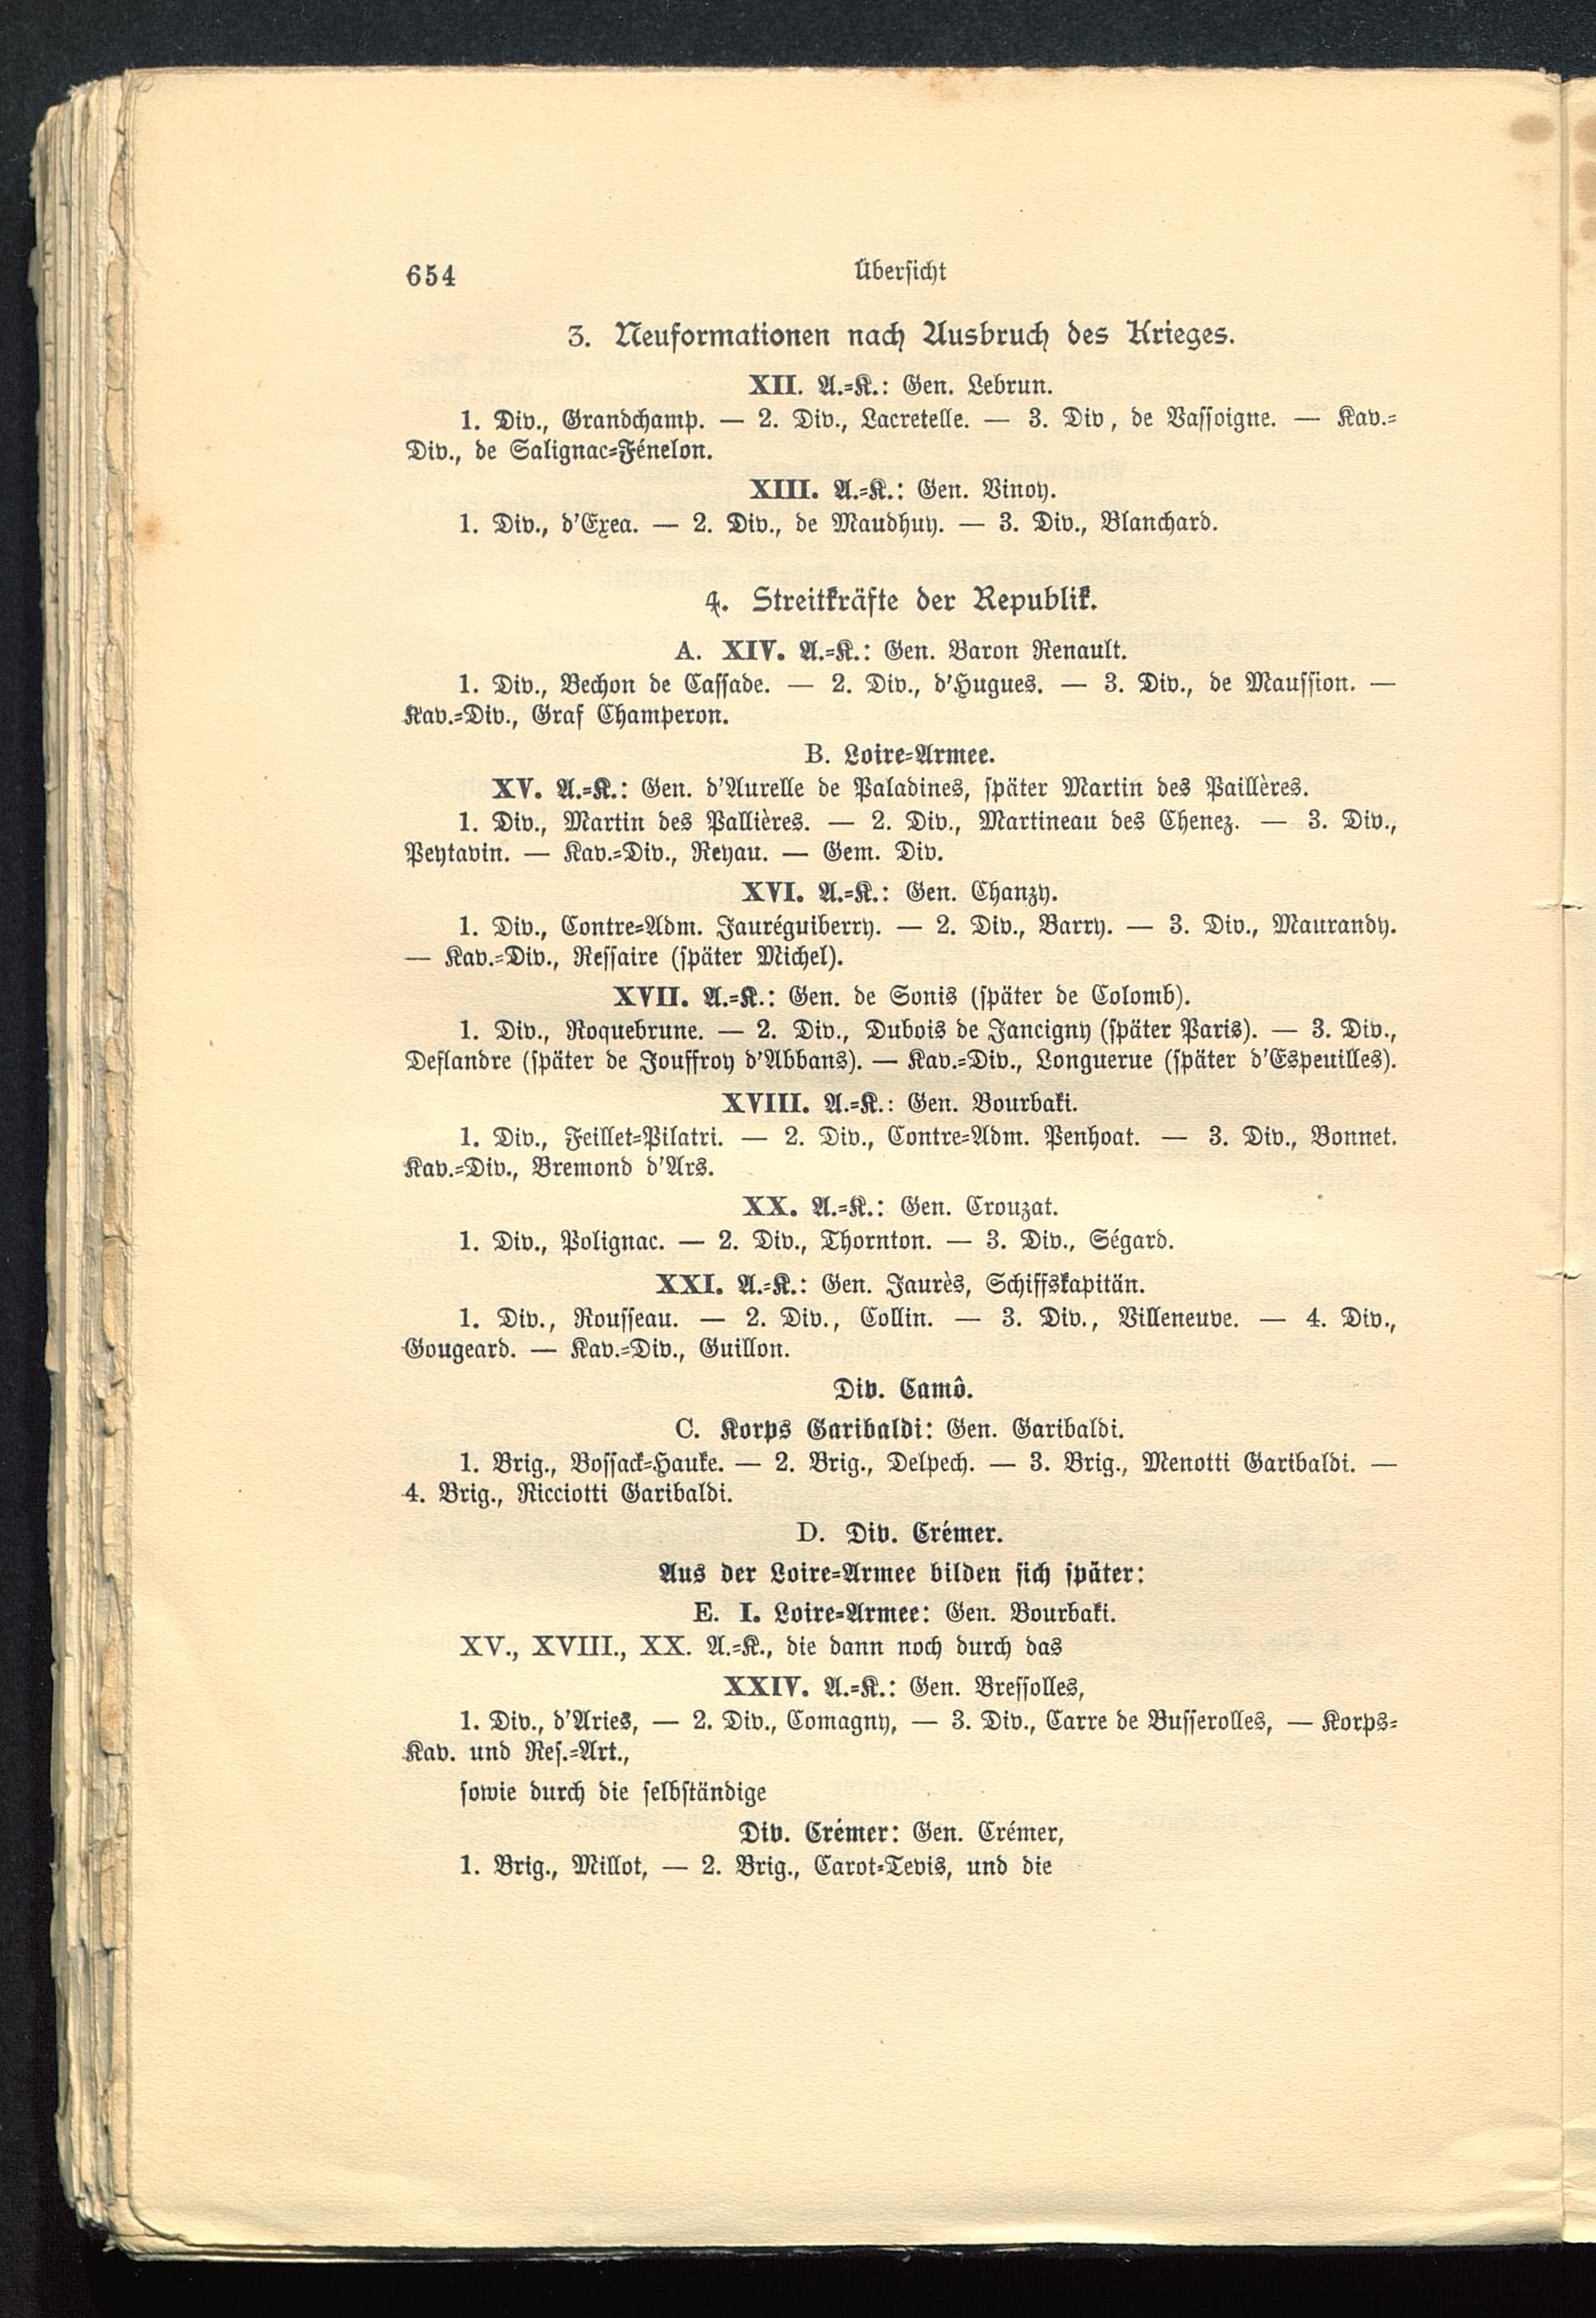 654
Übersicht
3. Neuformationen nach Ausbruch des Krieges.
XII. A.-K.: Gen. Lebrun.
1. Div., Grandchamp. — 2. Div., Lacretelle. — 3. Div, de Vassoigne. — Kav.-
Div., de Salignac-Fénelon.
XIII. A.-K.: Gen. Vinoy.
1. Div., d'Exea. — 2. Div., de Maudhuy. — 3. Div., Blanchard.
4. Streitkräfte der Republik.
A. XIV. A.-K.: Gen. Baron Renault.
1. Div., Bechon de Cassade. — 2. Div., d'Hugues. — 3. Div., de Maussion. —
Kav.-Div., Graf Champeron.
B. Loire-Armee.
XV. A.-K.: Gen. d'Aurelle de Paladines, später Martin des Paillères.
1. Div., Martin des Pallières. — 2. Div., Martineau des Chenez. — 3. Div.,
Peytavin. — Kav.-Div., Reyau. — Gem. Div.
XVI. A.-K.: Gen. Chanzy.
1. Div., Contre-Adm. Jauréguiberry. — 2. Div., Barry. — 3. Div., Maurandy.
— Kav.-Div., Ressaire (später Michel).
XVII. A.-K.: Gen. de Sonis (später de Colomb).
1. Div., Roquebrune. — 2. Div., Dubois de Jancigny (später Paris). — 3. Div.,
Deflandre (später de Jouffroy d'Abbans). — Kav.-Div., Longuerue (später d'Espeuilles).
XVIII. A.-K.: Gen. Bourbaki.
1. Div., Feillet-Pilatri. — 2. Div., Contre-Adm. Penhoat. — 3. Div., Bonnet.
Kav.-Div., Bremond d'Ars.
XX. A.-K.: Gen. Crouzat.
1. Div., Polignac. — 2. Div., Thornton. — 3. Div., Ségard.
XXI. A.-K.: Gen. Jaurès, Schiffskapitän.
1. Div., Rousseau. — 2. Div., Collin. — 3. Div., Villeneuve. — 4. Div.,
Gougeard. — Kav.-Div., Guillon.
Div. Camô.
C. Korps Garibaldi: Gen. Garibaldi.
1. Brig., Bossack-Hauke. — 2. Brig., Delpech. — 3. Brig., Menotti Garibaldi. —
4. Brig., Ricciotti Garibaldi.
D. Div. Crémer.
Aus der Loire-Armee bilden sich später:
E. I. Loire-Armee: Gen. Bourbaki.
XV., XVIII., XX. A.-K., die dann noch durch das
XXIV. A.-K.: Gen. Bressolles,
1. Div., d'Aries, — 2. Div., Comagny, — 3. Div., Carre de Busserolles, — Korps-
Kav. und Res.-Art.,
sowie durch die selbständige
Div. Crémer: Gen. Crémer,
1. Brig., Millot, — 2. Brig., Carot-Tevis, und die